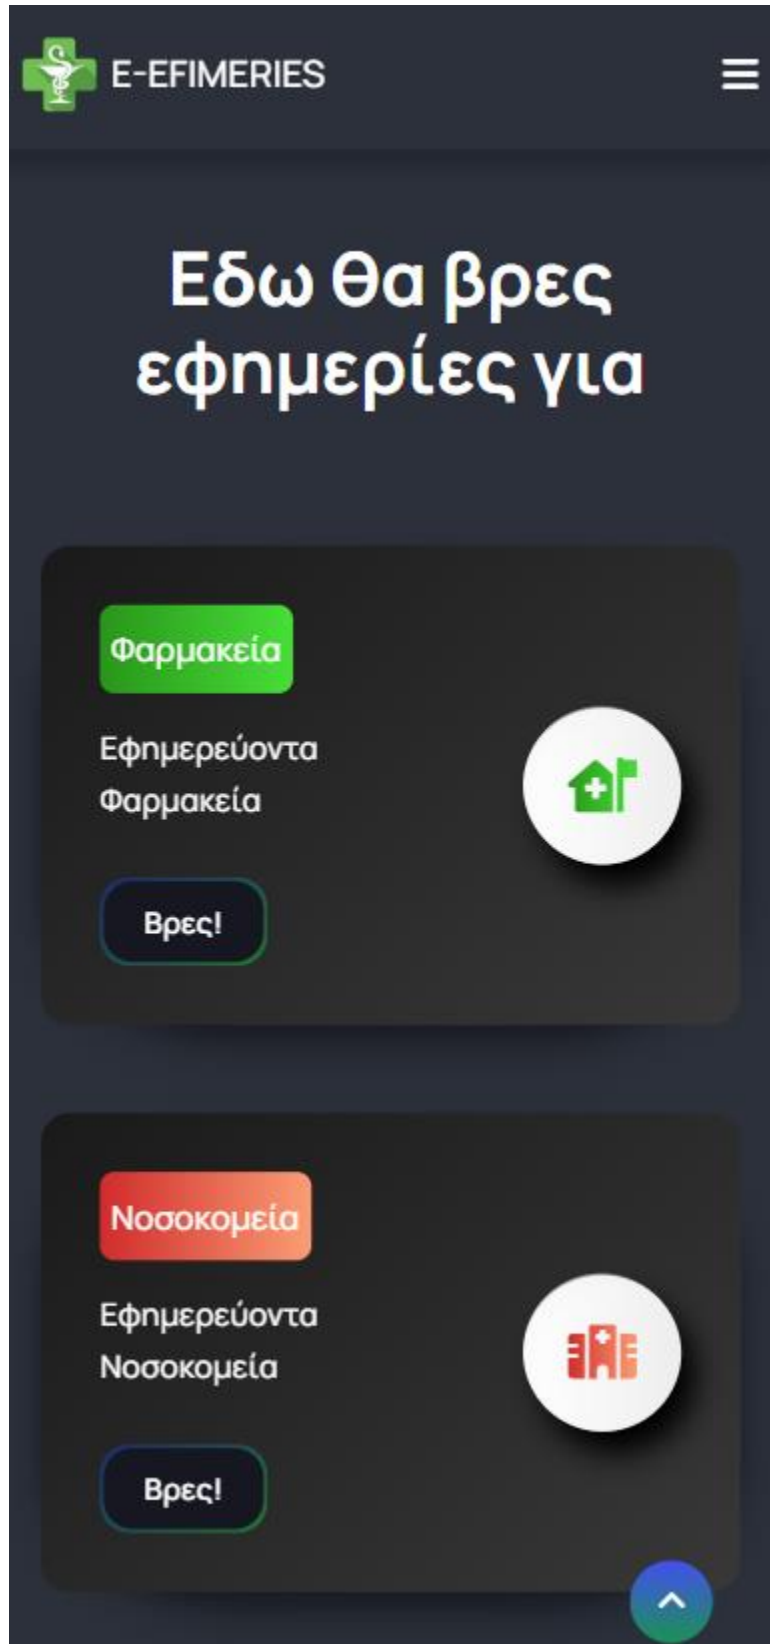 E-EFIMERIES
Εδω θα βρες
εφημερίες για
Φαρμακεία
Εφημερεύοντα
Φαρμακεία
Βρες!
Νοσοκομεία
Εφημερεύοντα
Νοσοκομεία
Βρες!